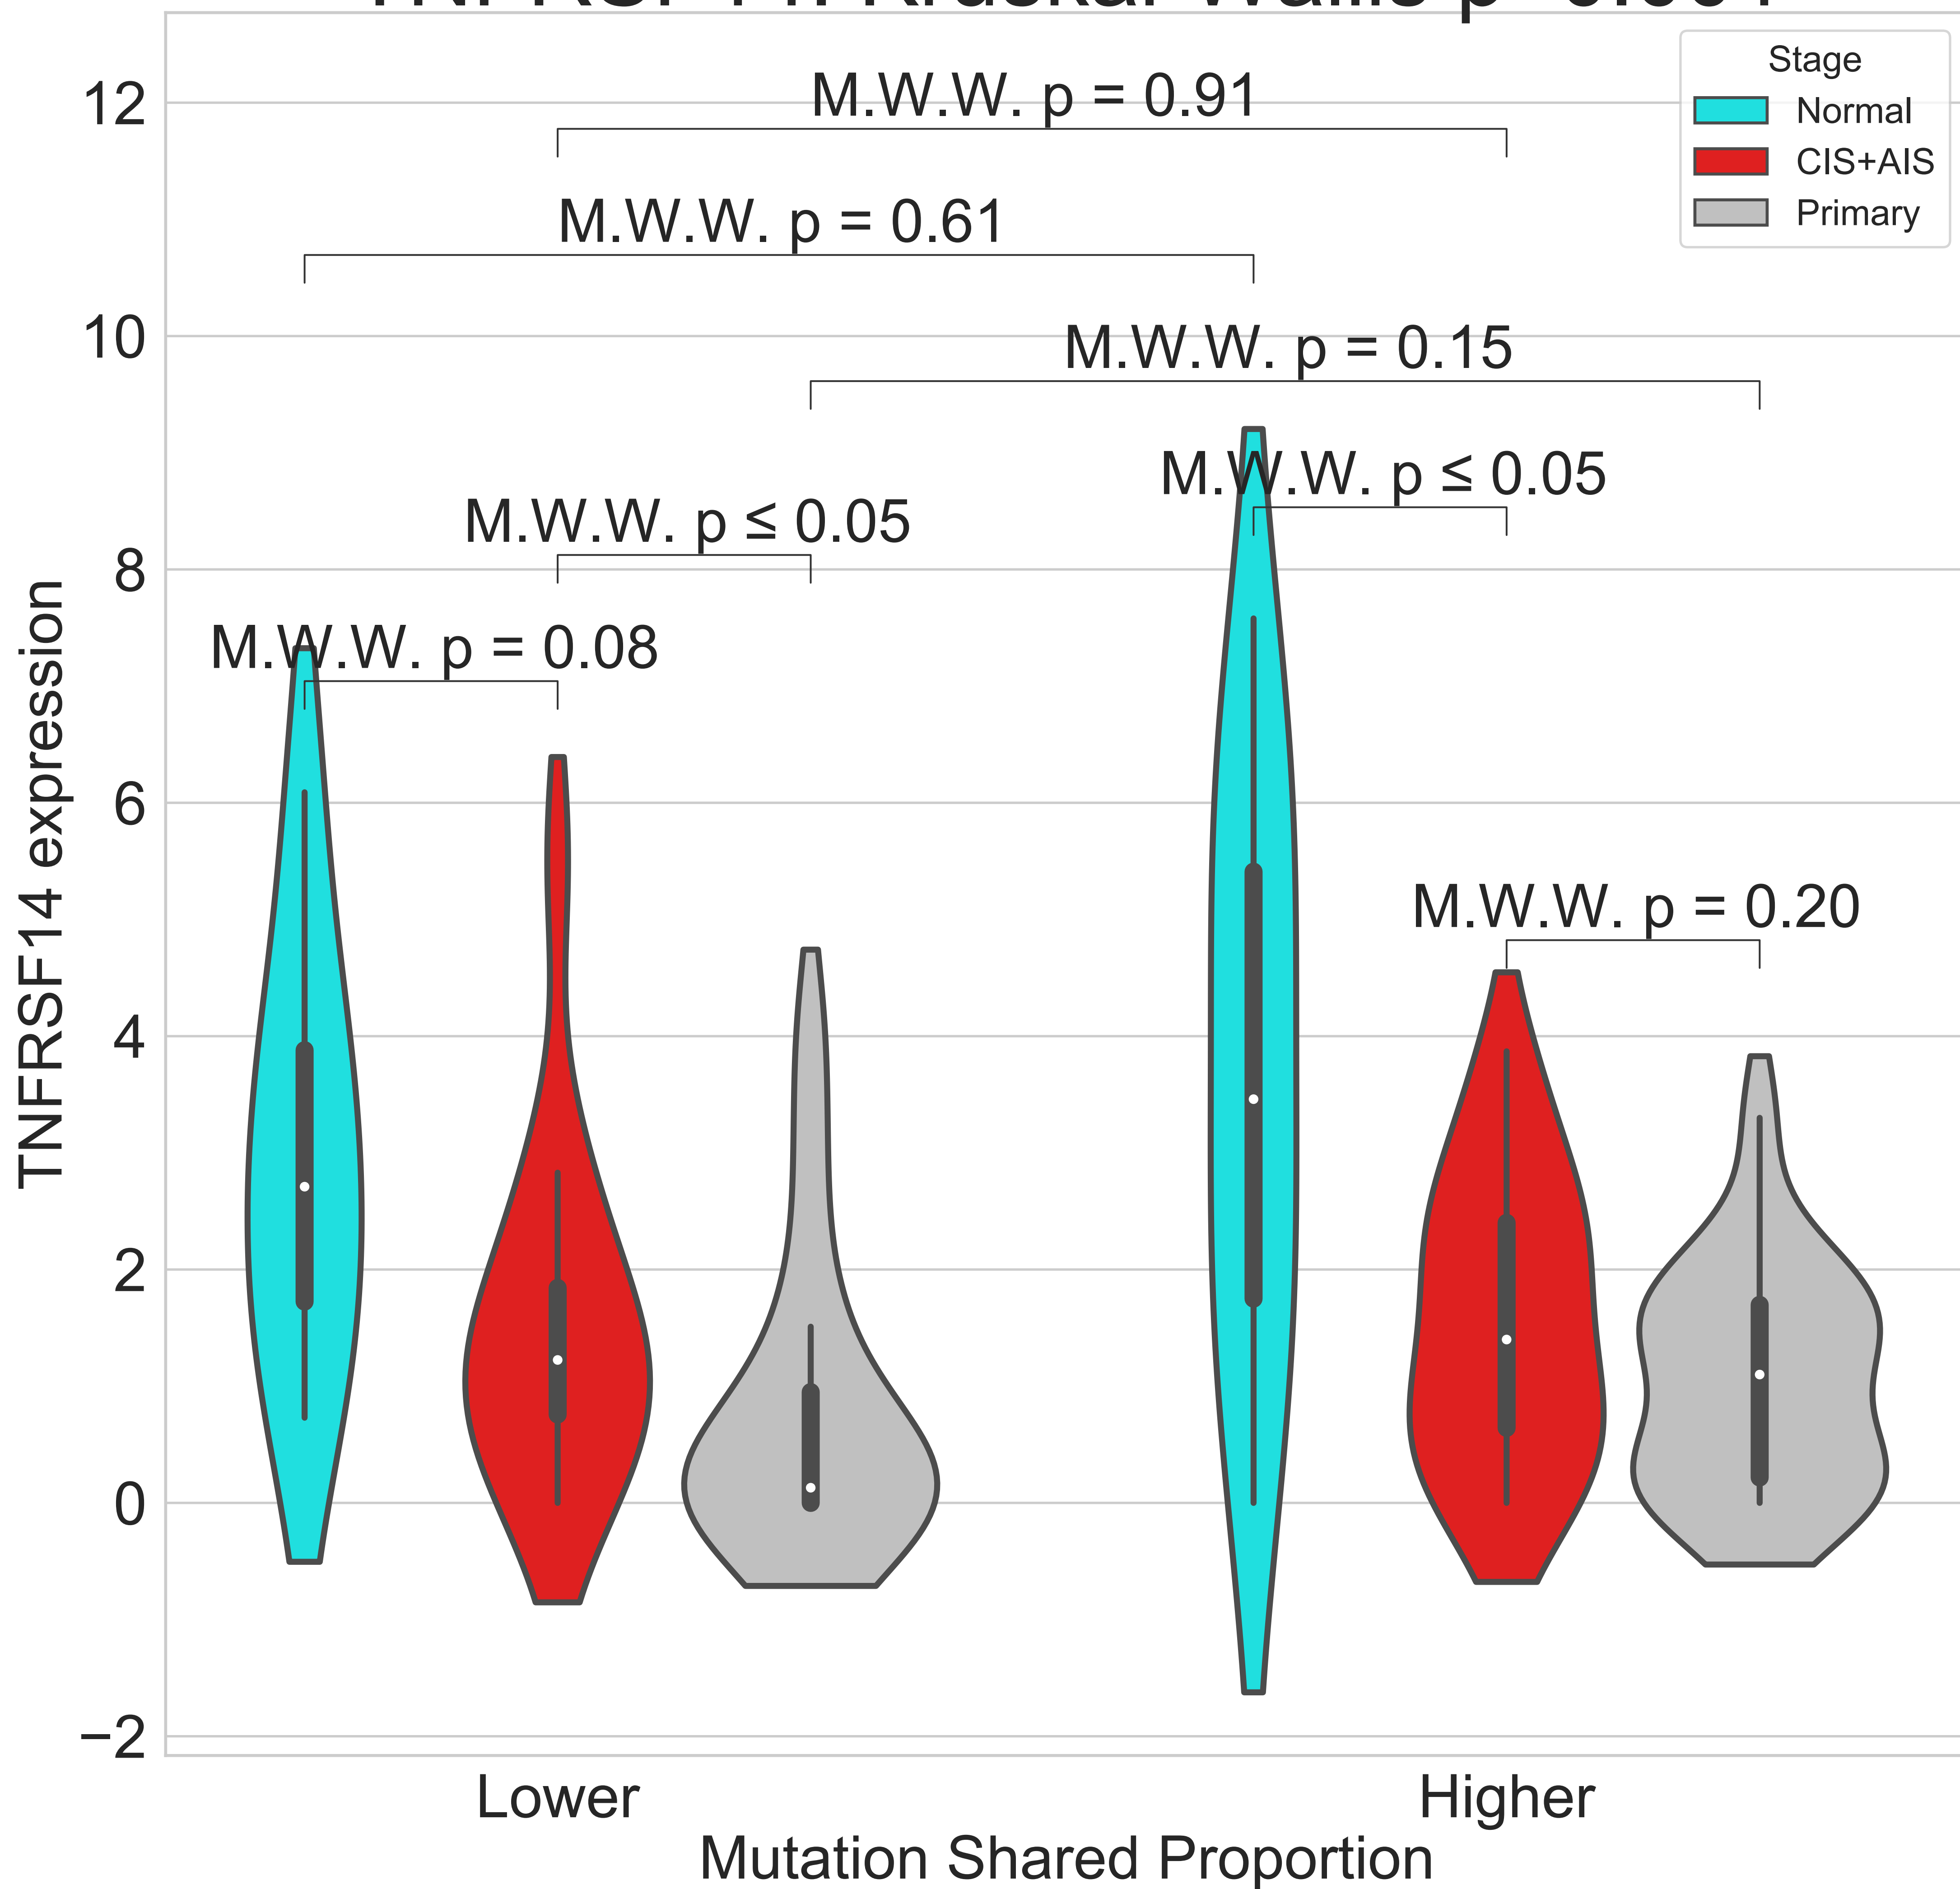 Stage
Normal
CIS+AIS
Primary
M.W.W. p = 0.91
M.W.W. p = 0.61
M.W.W. p = 0.15
M.W.W. p ≤ 0.05
M.W.W. p ≤ 0.05
M.W.W. p = 0.08
M.W.W. p = 0.20
TNFRSF14 expression
12
10
8
6
4
2
0
−2
Lower
Higher
Mutation Shared Proportion